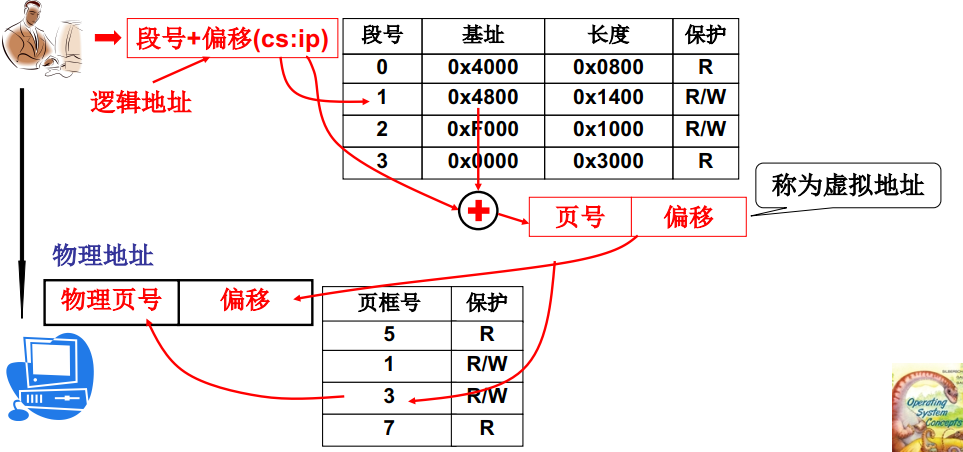 段号+偏移(cs:ip)
逻辑地址
段号 基址 长度 保护
0 0x4000 0x0800 R
1 0x4800 0x1400 R/W
2 0xF000 0x1000 R/W
3 0x0000 0x3000 R
称为虚拟地址
页号 偏移
物理地址
物理页号 偏移
页框号 保护
5 R
1 R/W
3 R/W
7 R
Operating
System
Concepts